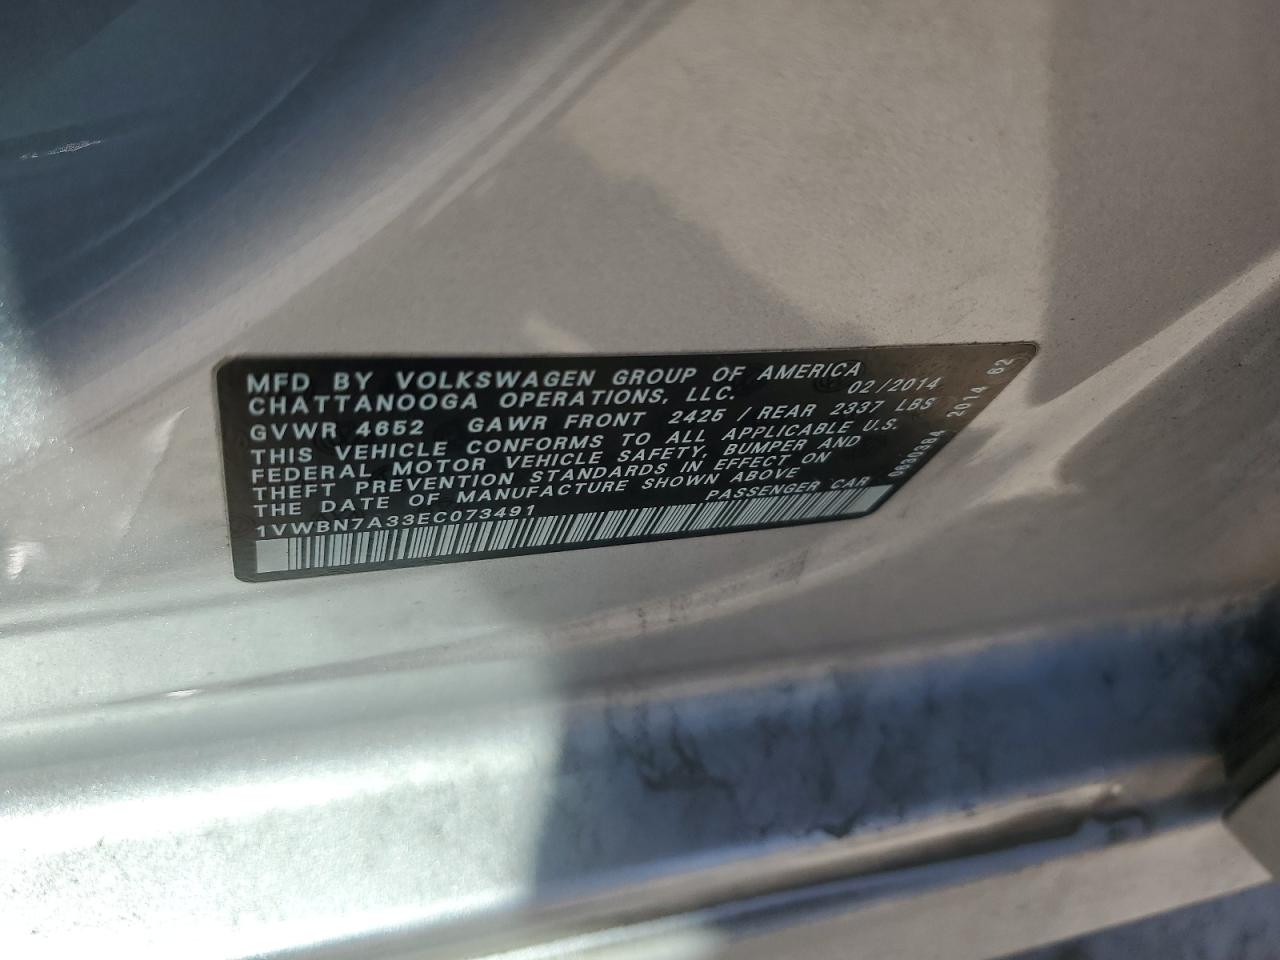 MFD BY VOLKSWAGEN GROUP OF AMERICA
CHATTANOOGA OPERATIONS, LLC. 02/2014
GVWR 4652 GAWR FRONT 2425 / REAR 2337 LBS
THIS VEHICLE CONFORMS TO ALL APPLICABLE U.S.
FEDERAL MOTOR VEHICLE SAFETY, BUMPER AND
THEFT PREVENTION STANDARDS IN EFFECT ON
THE DATE OF MANUFACTURE SHOWN ABOVE
1VWBN7A33EC073491 PASSENGER CAR
0630384 2014 62